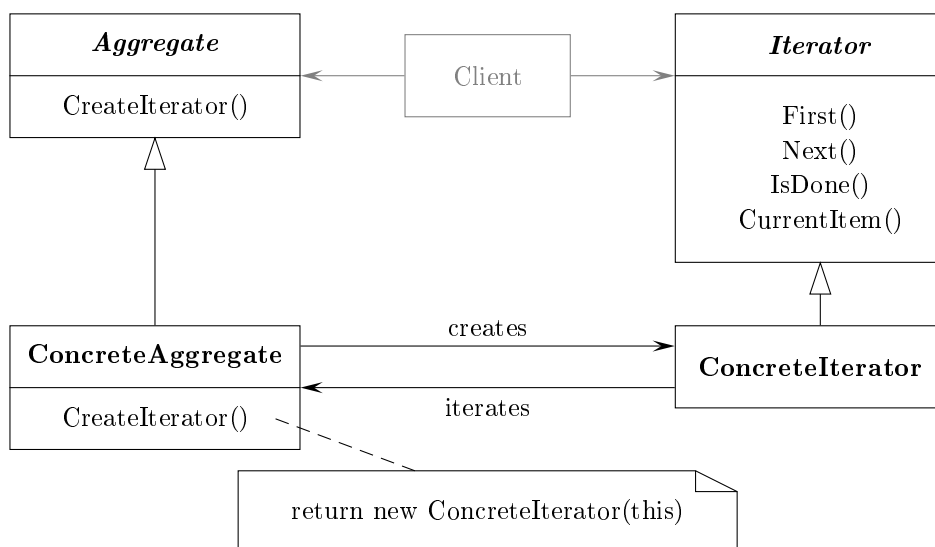 Aggregate
CreateIterator()
Client
Iterator
First()
Next()
IsDone()
CurrentItem()
ConcreteAggregate
CreateIterator()
creates
iterates
ConcreteIterator
return new ConcreteIterator(this)